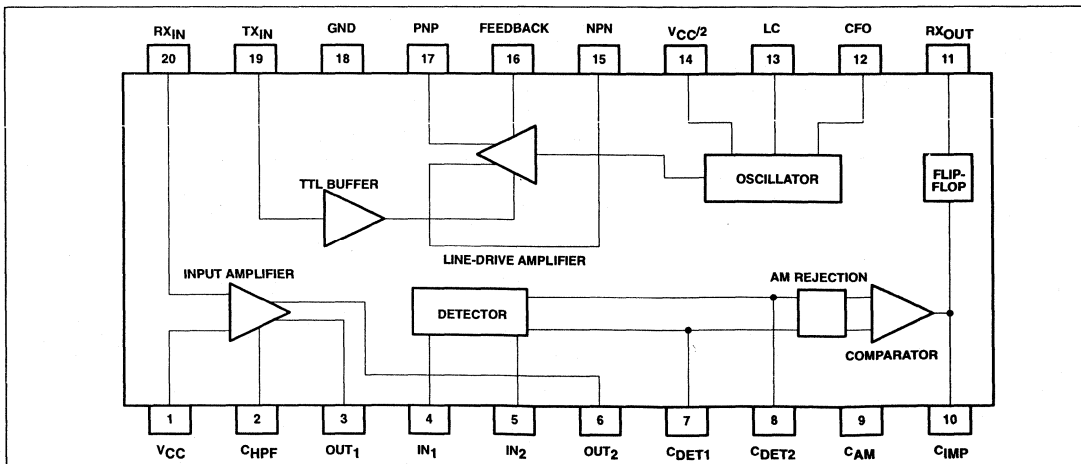 RXIN TXIN GND PNP FEEDBACK NPN VCC/2 LC CFO RXOUT
20 19 18 17 16 15 14 13 12 11
OSCILLATOR
FLIP-
FLOP
TTL BUFFER
LINE-DRIVE AMPLIFIER
INPUT AMPLIFIER
AM REJECTION
DETECTOR
COMPARATOR
1 2 3 4 5 6 7 8 9 10
VCC CHPF OUT1 IN1 IN2 OUT2 CDET1 CDET2 CAM CIMP